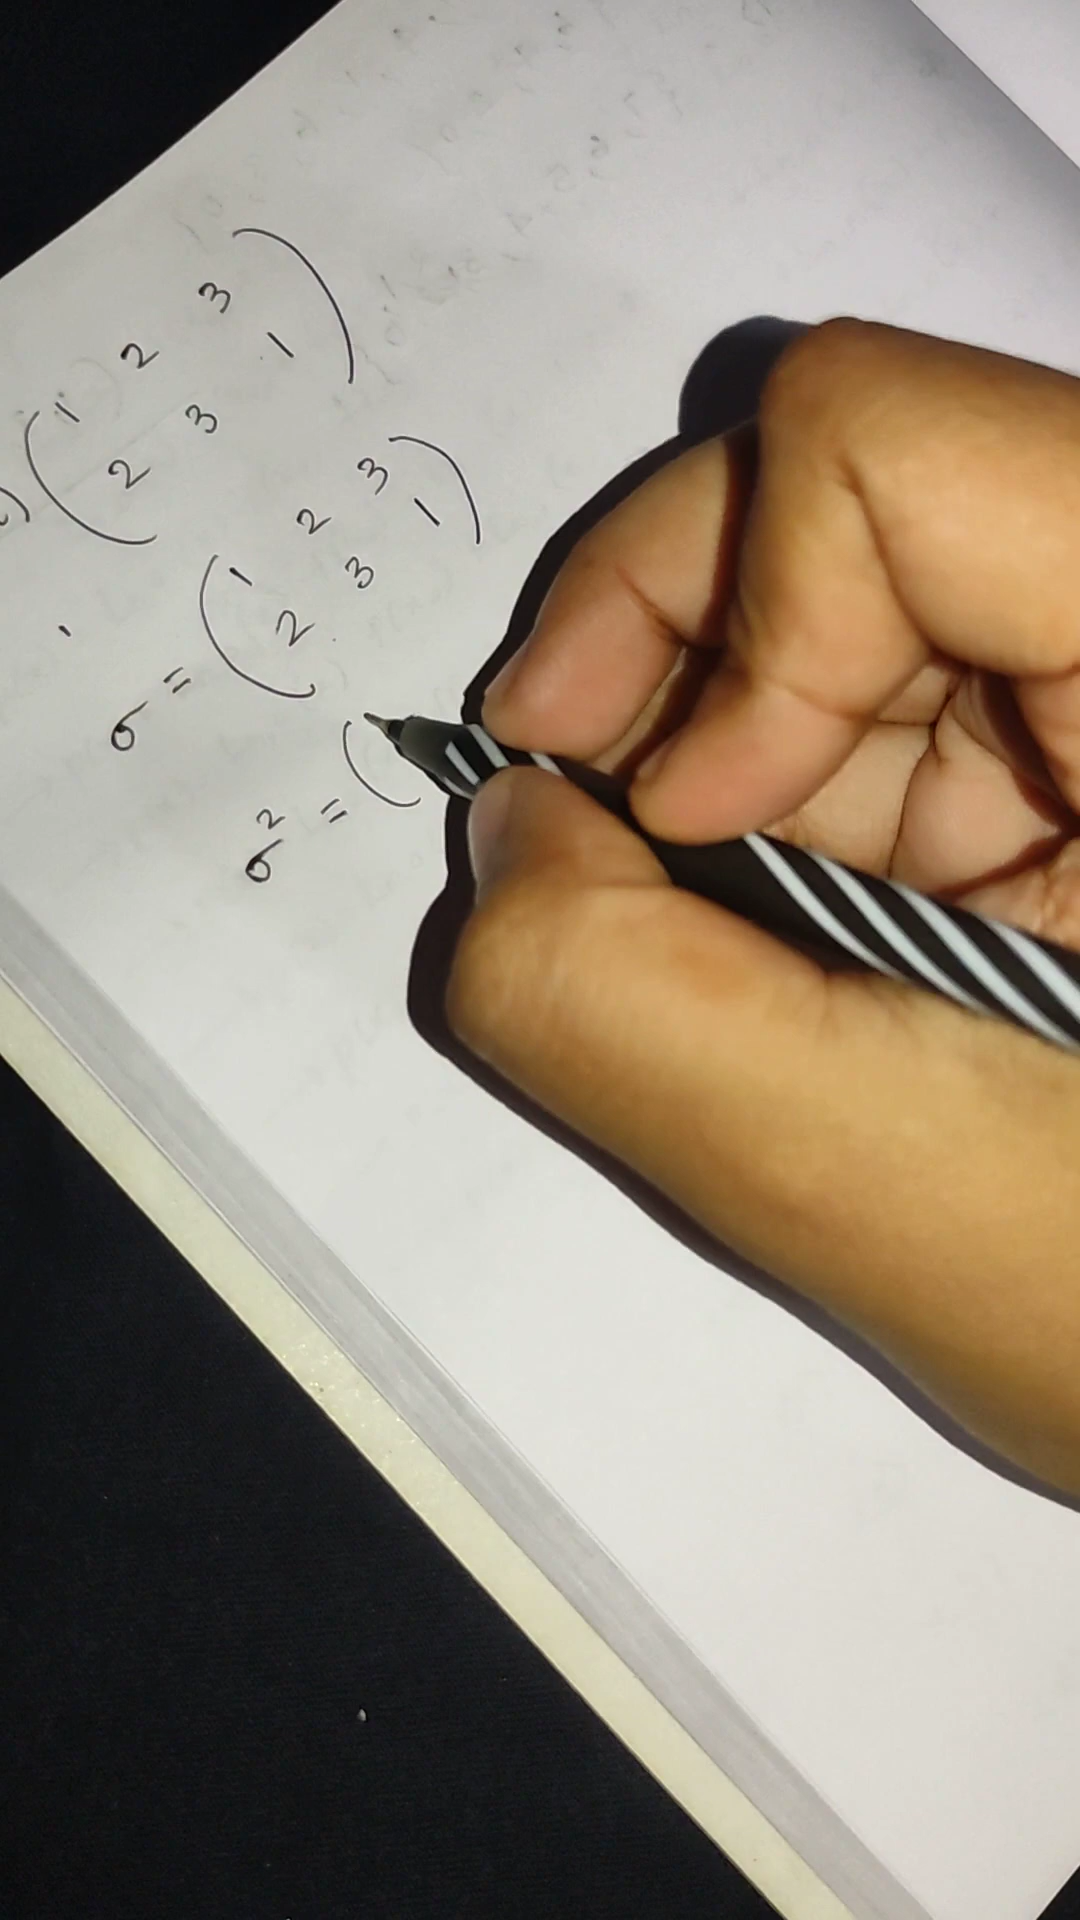 ( 1 2 3 )
( 2 3 1 )
σ = ( 1 2 3 )
( 2 3 1 )
σ² = (